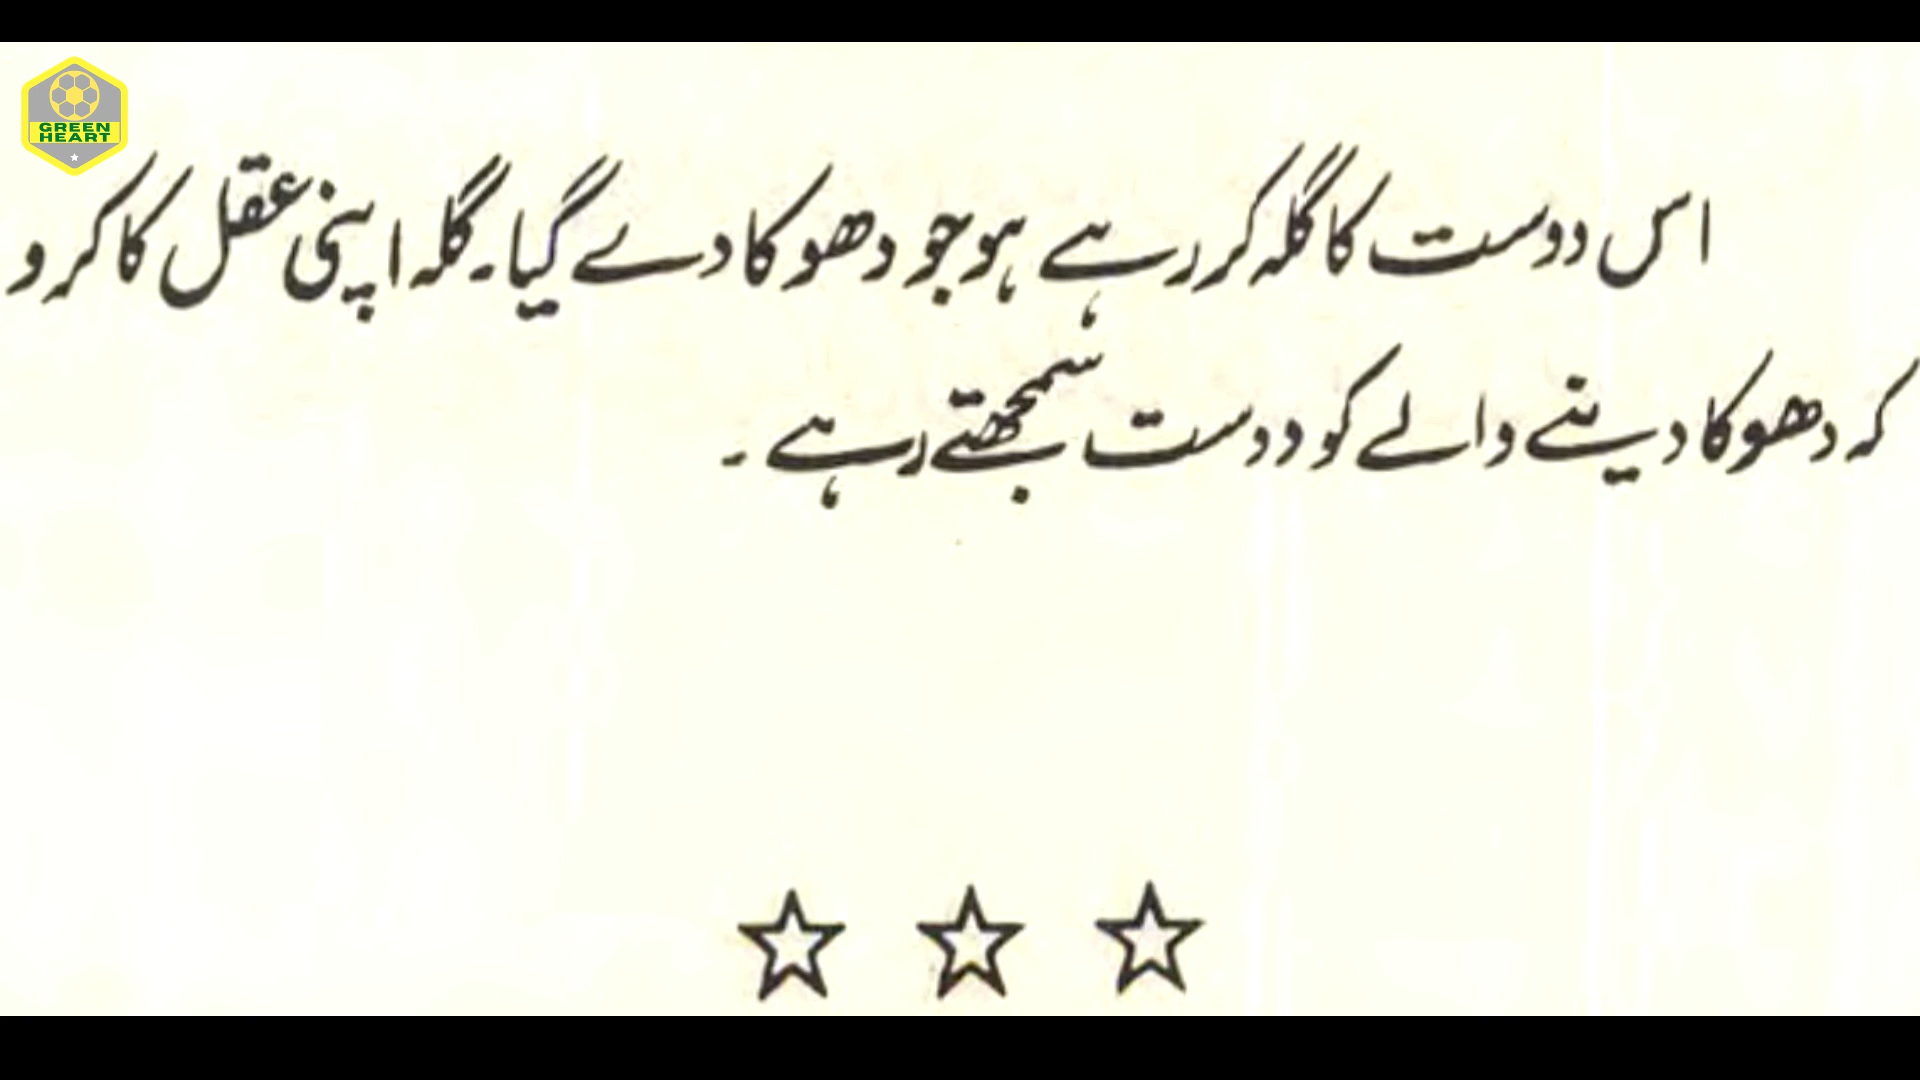 GREEN
HEART
اس دوست کا گلہ کر رہے ہو جو دھوکا دے گیا۔ گلہ اپنی عقل کا کرو
کہ دھوکا دینے والے کو دوست سمجھتے رہے ۔